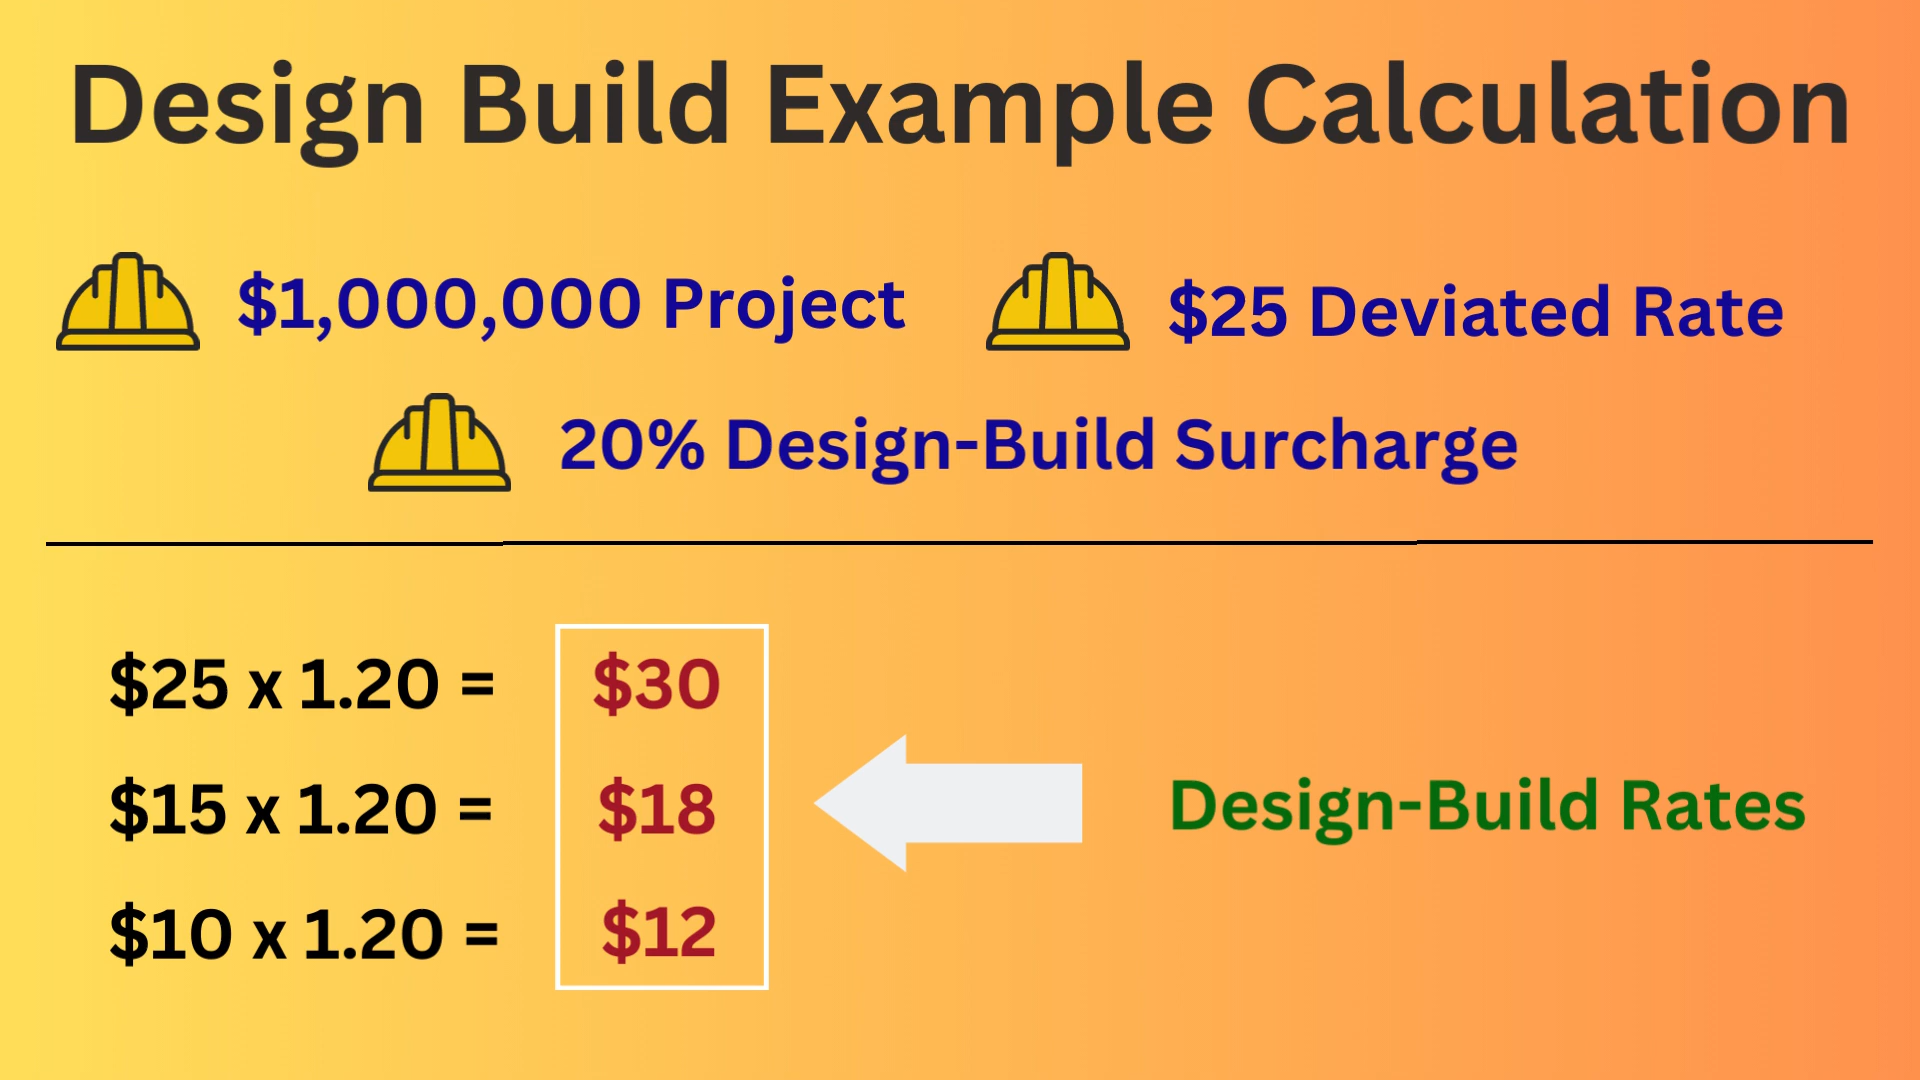 Design Build Example Calculation
$1,000,000 Project
$25 Deviated Rate
20% Design-Build Surcharge
$25 x 1.20 = $30
$15 x 1.20 = $18
Design-Build Rates
$10 x 1.20 = $12